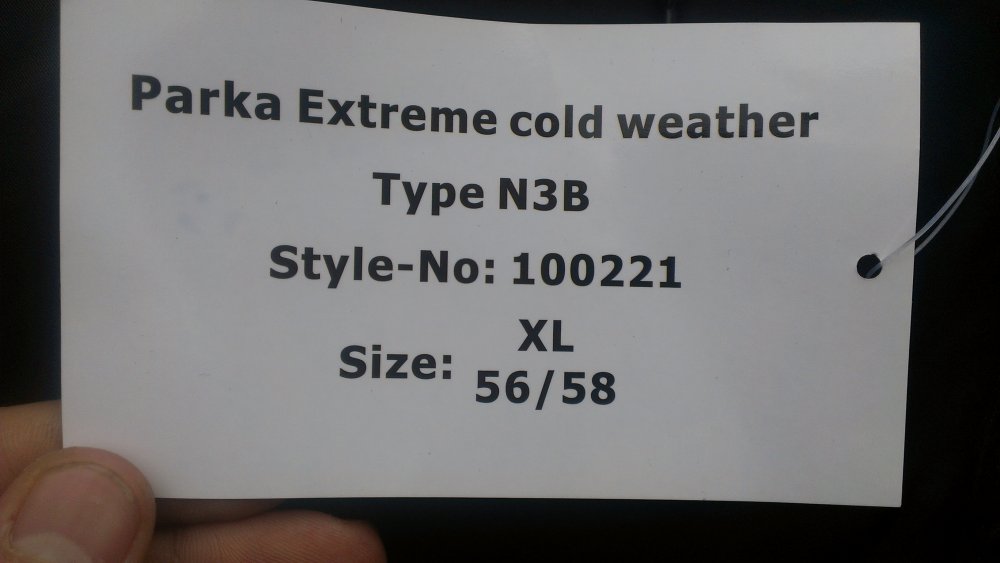 Parka Extreme cold weather
Type N3B
Style-No: 100221
Size: XL
56/58